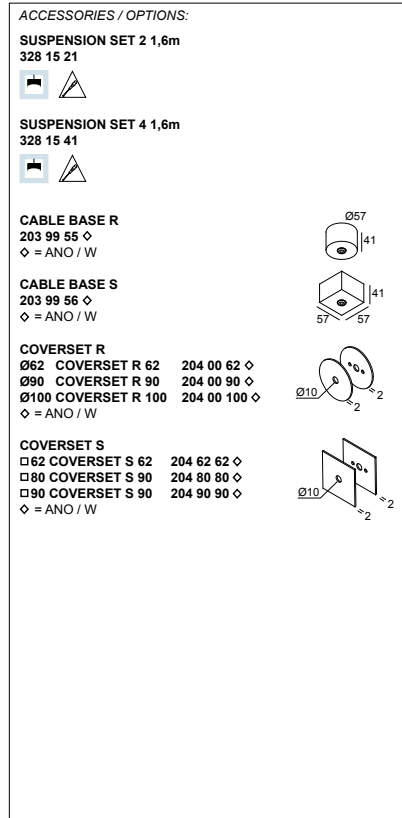 ACCESSORIES / OPTIONS:
SUSPENSION SET 2 1,6m
328 15 21
SUSPENSION SET 4 1,6m
328 15 41
CABLE BASE R
203 99 55 ◇
◇ = ANO / W
Ø57
41
CABLE BASE S
203 99 56 ◇
◇ = ANO / W
41
57 57
COVERSET R
Ø62 COVERSET R 62 204 00 62 ◇
Ø90 COVERSET R 90 204 00 90 ◇
Ø100 COVERSET R 100 204 00 100 ◇
◇ = ANO / W
Ø10
2
2
COVERSET S
□62 COVERSET S 62 204 62 62 ◇
□80 COVERSET S 90 204 80 80 ◇
□90 COVERSET S 90 204 90 90 ◇
◇ = ANO / W
Ø10
2
2